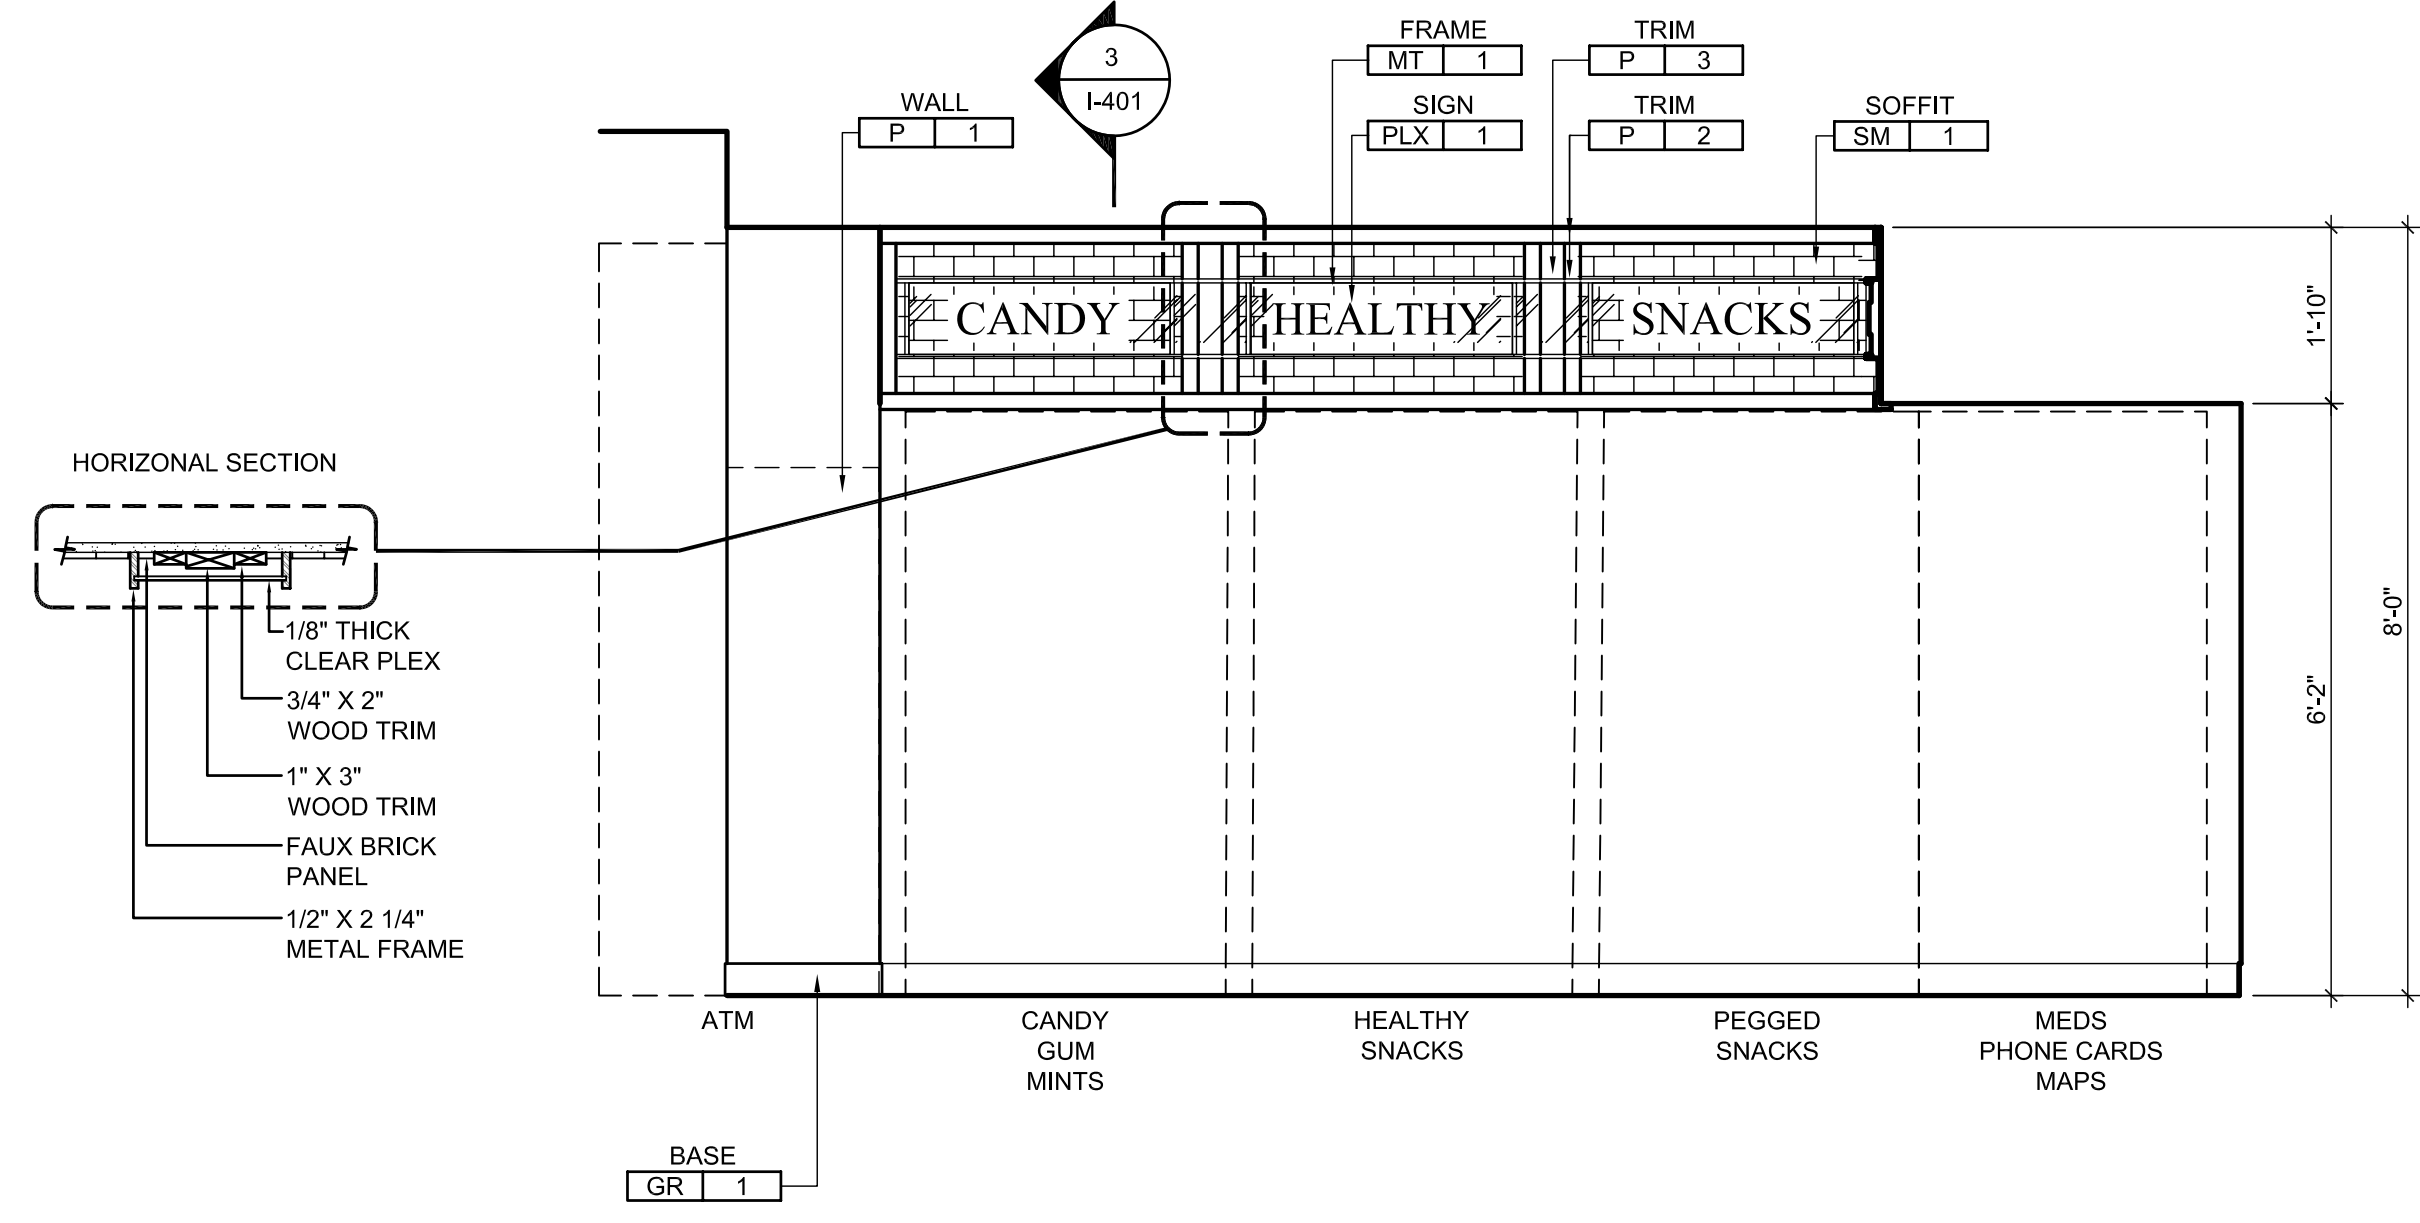 3
I-401
FRAME
MT 1
TRIM
P 3
WALL
P 1
SIGN
PLX 1
TRIM
P 2
SOFFIT
SM 1
CANDY
HEALTHY
SNACKS
1'-10"
6'-2"
8'-0"
HORIZONAL SECTION
1/8" THICK
CLEAR PLEX
3/4" X 2"
WOOD TRIM
1" X 3"
WOOD TRIM
FAUX BRICK
PANEL
1/2" X 2 1/4"
METAL FRAME
ATM
CANDY
GUM
MINTS
HEALTHY
SNACKS
PEGGED
SNACKS
MEDS
PHONE CARDS
MAPS
BASE
GR 1